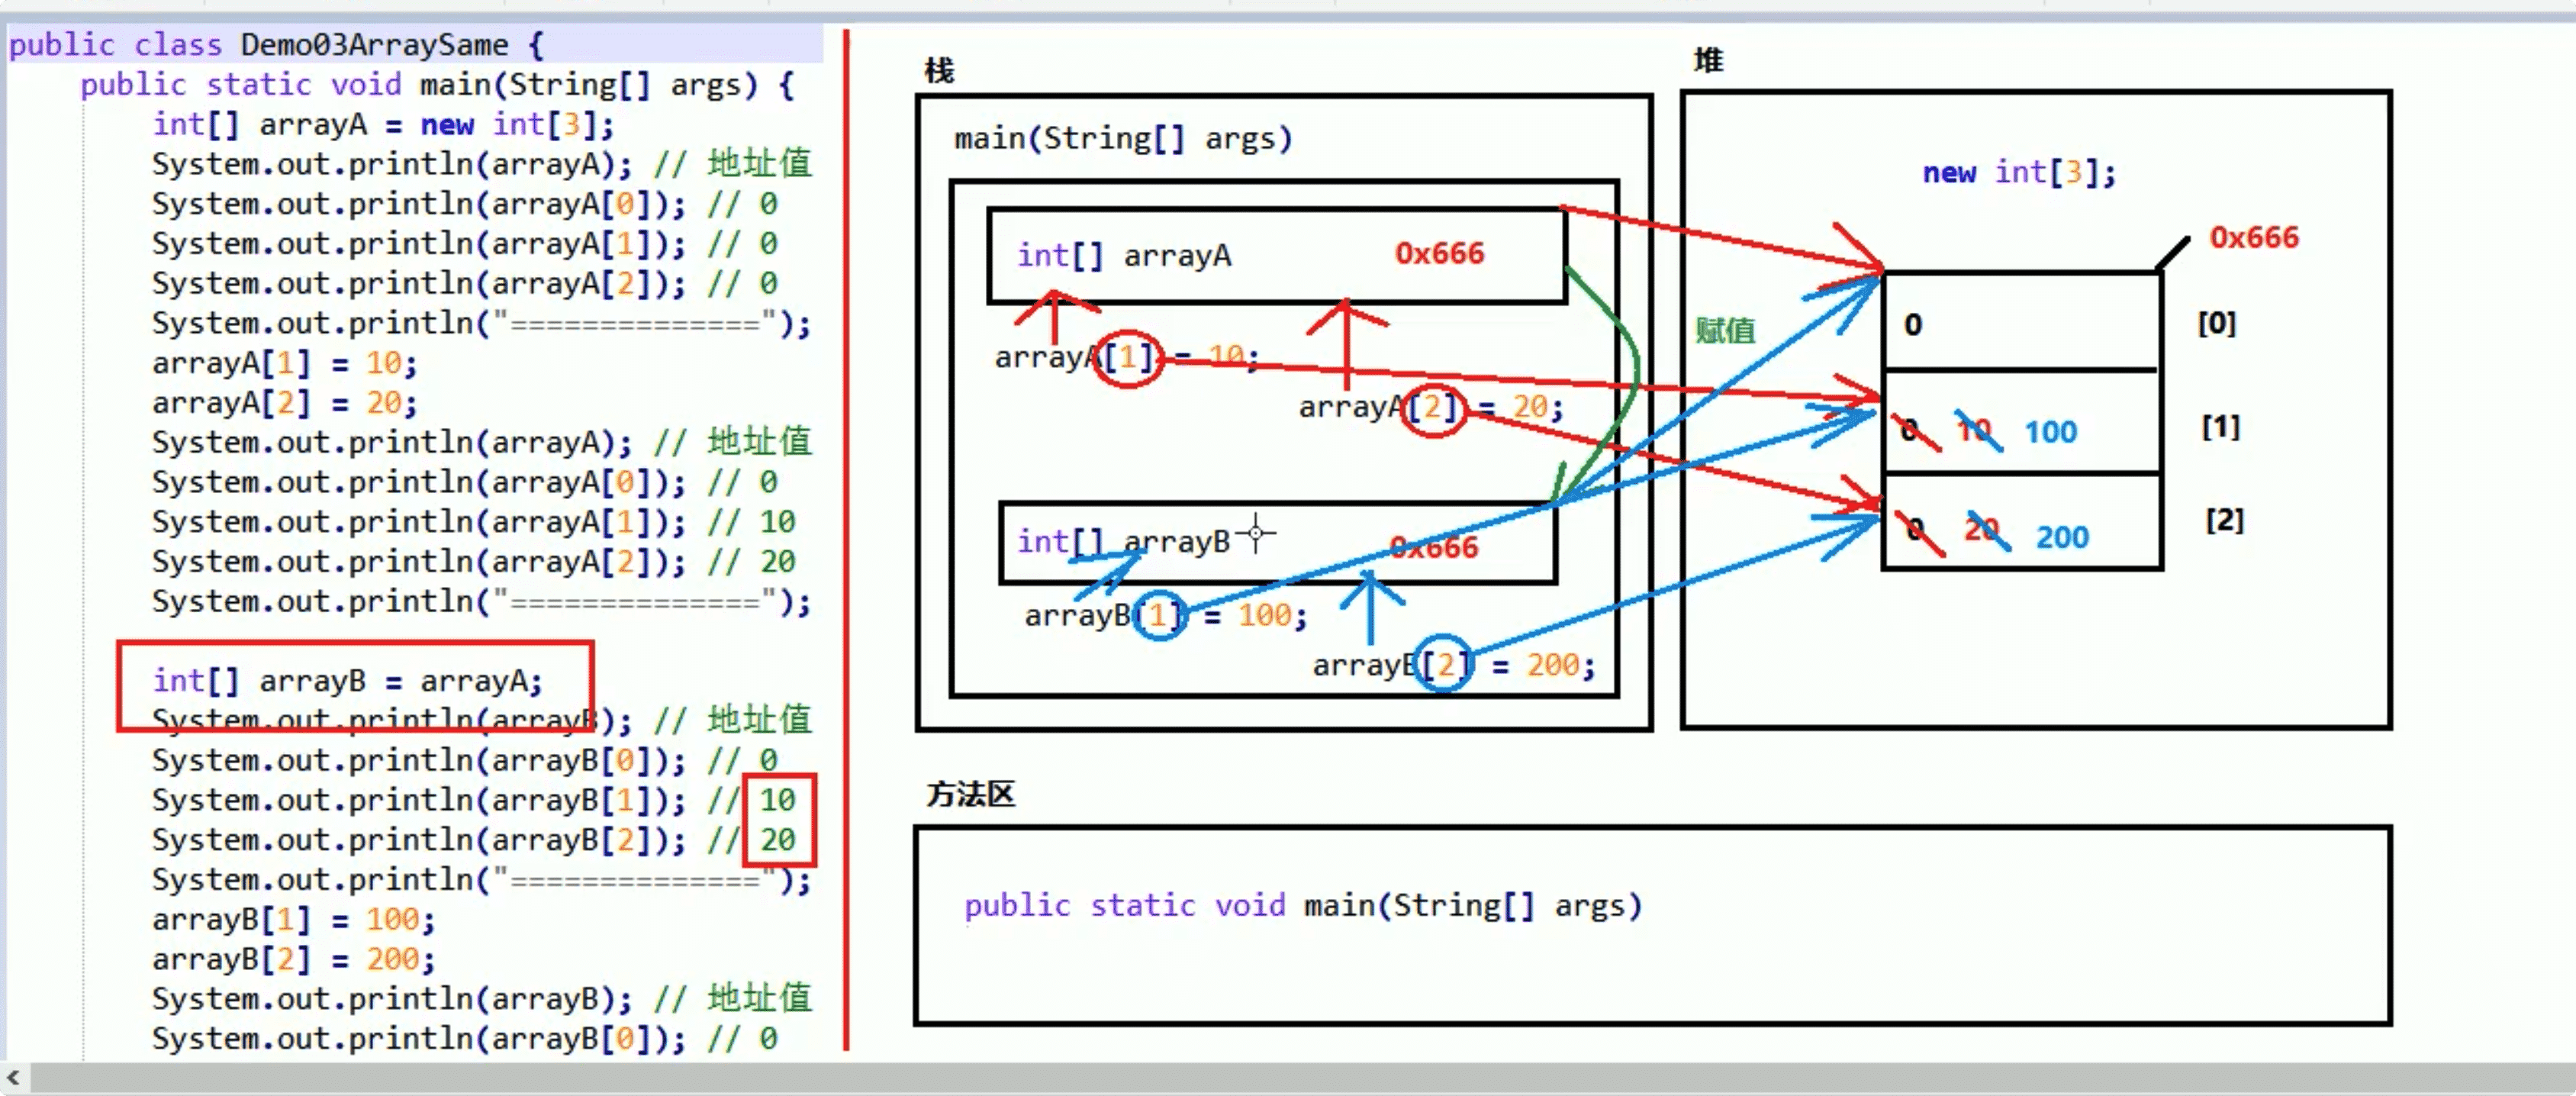 public class Demo03ArraySame {
public static void main(String[] args) {
int[] arrayA = new int[3];
System.out.println(arrayA); // 地址值
System.out.println(arrayA[0]); // 0
System.out.println(arrayA[1]); // 0
System.out.println(arrayA[2]); // 0
System.out.println("==============");
arrayA[1] = 10;
arrayA[2] = 20;
System.out.println(arrayA); // 地址值
System.out.println(arrayA[0]); // 0
System.out.println(arrayA[1]); // 10
System.out.println(arrayA[2]); // 20
System.out.println("==============");
int[] arrayB = arrayA;
System.out.println(arrayB); // 地址值
System.out.println(arrayB[0]); // 0
System.out.println(arrayB[1]); // 10
System.out.println(arrayB[2]); // 20
System.out.println("==============");
arrayB[1] = 100;
arrayB[2] = 200;
System.out.println(arrayB); // 地址值
System.out.println(arrayB[0]); // 0
栈
main(String[] args)
int[] arrayA 0x666
arrayA[1] = 10;
arrayA[2] = 20;
int[] arrayB 0x666
arrayB[1] = 100;
arrayB[2] = 200;
赋值
堆
new int[3];
0x666
0 [0]
0 10 100 [1]
0 20 200 [2]
方法区
public static void main(String[] args)